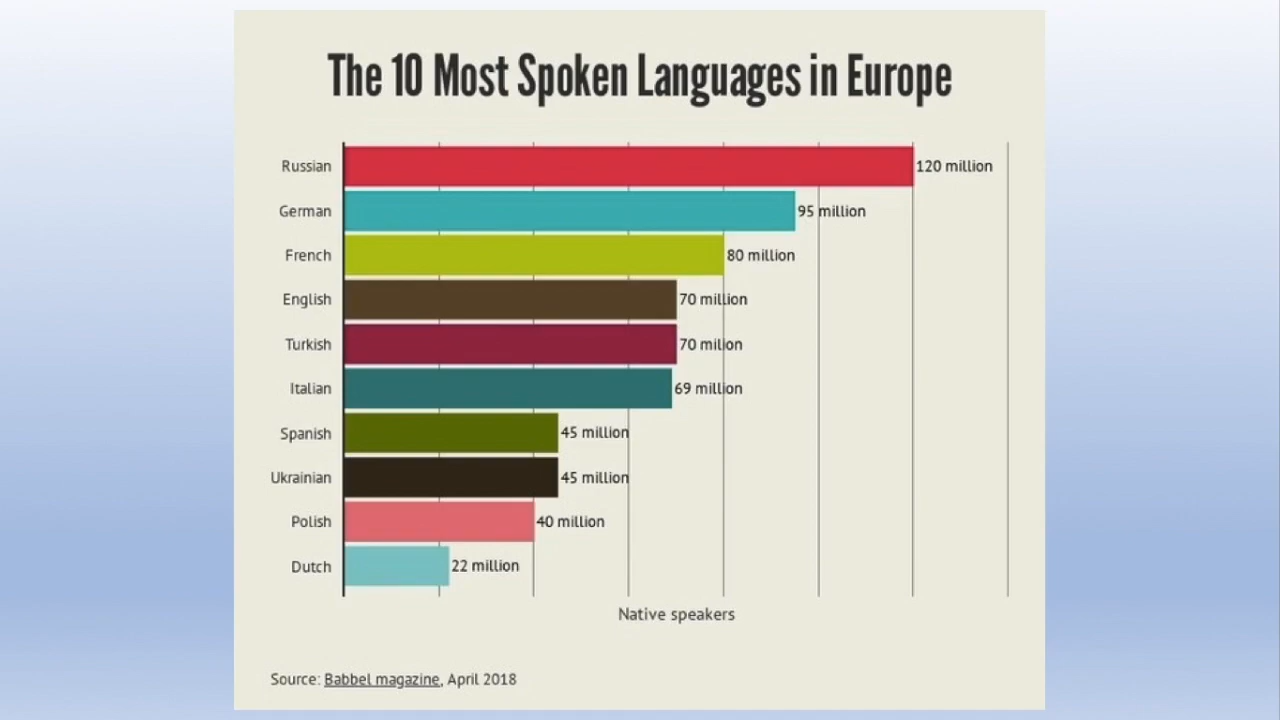 The 10 Most Spoken Languages in Europe
Russian 120 million
German 95 million
French 80 million
English 70 million
Turkish 70 milion
Italian 69 million
Spanish 45 million
Ukrainian 45 million
Polish 40 million
Dutch 22 million
Native speakers
Source: Babbel magazine, April 2018